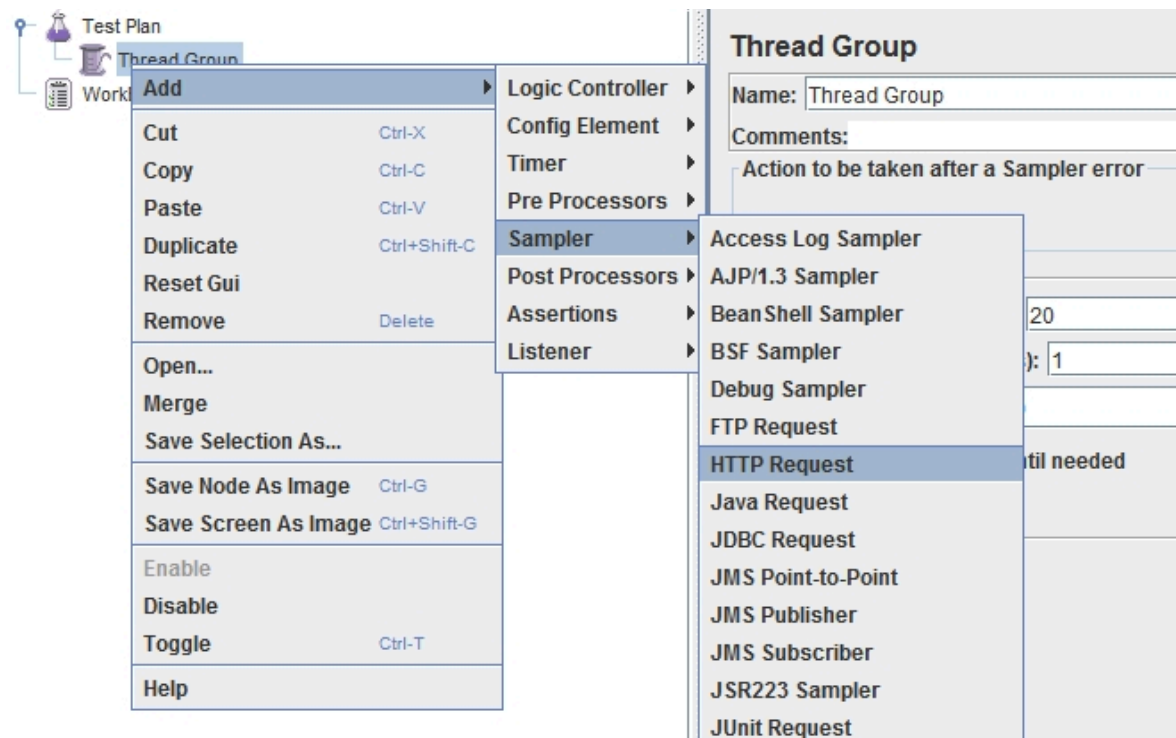 Test Plan
Thread Group
Add
Cut Ctrl-X
Copy Ctrl-C
Paste Ctrl-V
Duplicate Ctrl+Shift-C
Reset Gui
Remove Delete
Open...
Merge
Save Selection As...
Save Node As Image Ctrl-G
Save Screen As Image Ctrl+Shift-G
Enable
Disable
Toggle Ctrl-T
Help
Logic Controller
Config Element
Timer
Pre Processors
Sampler
Post Processors
Assertions
Listener
Access Log Sampler
AJP/1.3 Sampler
BeanShell Sampler
BSF Sampler
Debug Sampler
FTP Request
HTTP Request
Java Request
JDBC Request
JMS Point-to-Point
JMS Publisher
JMS Subscriber
JSR223 Sampler
JUnit Request
Thread Group
Name: Thread Group
Comments:
Action to be taken after a Sampler error
20
): 1
needed